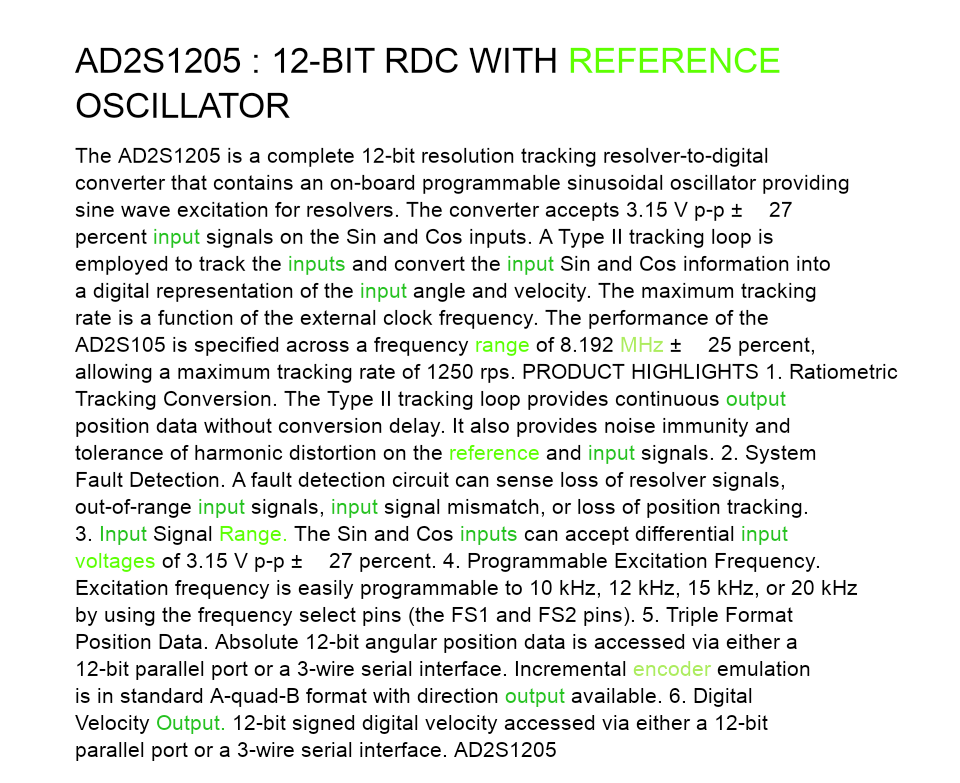 AD2S1205 : 12-BIT RDC WITH REFERENCE
OSCILLATOR
The AD2S1205 is a complete 12-bit resolution tracking resolver-to-digital
converter that contains an on-board programmable sinusoidal oscillator providing
sine wave excitation for resolvers. The converter accepts 3.15 V p-p ± 27
percent input signals on the Sin and Cos inputs. A Type II tracking loop is
employed to track the inputs and convert the input Sin and Cos information into
a digital representation of the input angle and velocity. The maximum tracking
rate is a function of the external clock frequency. The performance of the
AD2S105 is specified across a frequency range of 8.192 MHz ± 25 percent,
allowing a maximum tracking rate of 1250 rps. PRODUCT HIGHLIGHTS 1. Ratiometric
Tracking Conversion. The Type II tracking loop provides continuous output
position data without conversion delay. It also provides noise immunity and
tolerance of harmonic distortion on the reference and input signals. 2. System
Fault Detection. A fault detection circuit can sense loss of resolver signals,
out-of-range input signals, input signal mismatch, or loss of position tracking.
3. Input Signal Range. The Sin and Cos inputs can accept differential input
voltages of 3.15 V p-p ± 27 percent. 4. Programmable Excitation Frequency.
Excitation frequency is easily programmable to 10 kHz, 12 kHz, 15 kHz, or 20 kHz
by using the frequency select pins (the FS1 and FS2 pins). 5. Triple Format
Position Data. Absolute 12-bit angular position data is accessed via either a
12-bit parallel port or a 3-wire serial interface. Incremental encoder emulation
is in standard A-quad-B format with direction output available. 6. Digital
Velocity Output. 12-bit signed digital velocity accessed via either a 12-bit
parallel port or a 3-wire serial interface. AD2S1205